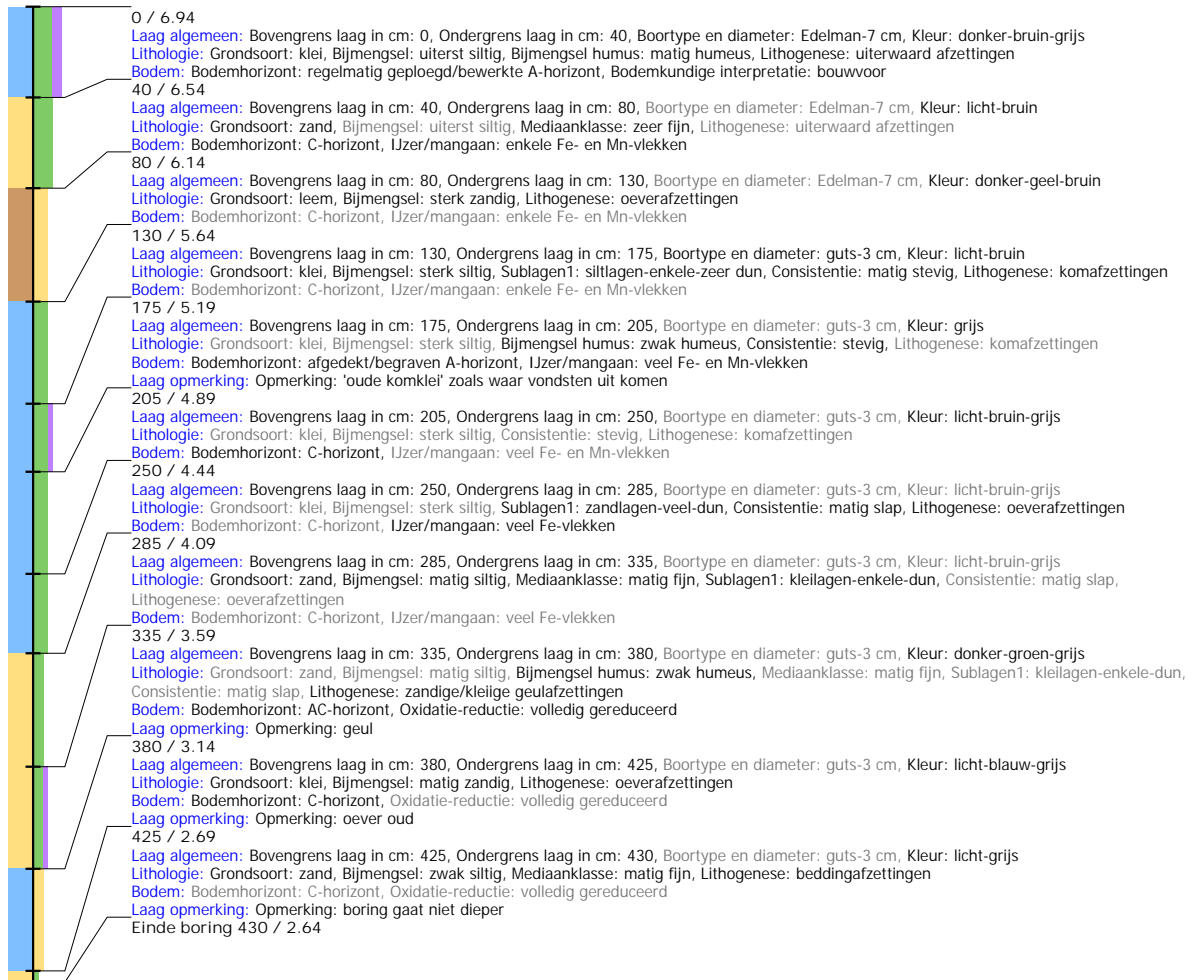 0 / 6.94
Laag algemeen: Bovengrens laag in cm: 0, Ondergrens laag in cm: 40, Boortype en diameter: Edelman-7 cm, Kleur: donker-bruin-grijs
Lithologie: Grondsoort: klei, Bijmengsel: uiterst siltig, Bijmengsel humus: matig humeus, Lithogenese: uiterwaard afzettingen
Bodem: Bodemhorizont: regelmatig geploegd/bewerkte A-horizont, Bodemkundige interpretatie: bouwvoor
40 / 6.54
Laag algemeen: Bovengrens laag in cm: 40, Ondergrens laag in cm: 80, Boortype en diameter: Edelman-7 cm, Kleur: licht-bruin
Lithologie: Grondsoort: zand, Bijmengsel: uiterst siltig, Mediaanklasse: zeer fijn, Lithogenese: uiterwaard afzettingen
Bodem: Bodemhorizont: C-horizont, IJzer/mangaan: enkele Fe- en Mn-vlekken
80 / 6.14
Laag algemeen: Bovengrens laag in cm: 80, Ondergrens laag in cm: 130, Boortype en diameter: Edelman-7 cm, Kleur: donker-geel-bruin
Lithologie: Grondsoort: leem, Bijmengsel: sterk zandig, Lithogenese: oeverafzettingen
Bodem: Bodemhorizont: C-horizont, IJzer/mangaan: enkele Fe- en Mn-vlekken
130 / 5.64
Laag algemeen: Bovengrens laag in cm: 130, Ondergrens laag in cm: 175, Boortype en diameter: guts-3 cm, Kleur: licht-bruin
Lithologie: Grondsoort: klei, Bijmengsel: sterk siltig, Sublagen1: siltlagen-enkele-zeer dun, Consistentie: matig stevig, Lithogenese: komafzettingen
Bodem: Bodemhorizont: C-horizont, IJzer/mangaan: enkele Fe- en Mn-vlekken
175 / 5.19
Laag algemeen: Bovengrens laag in cm: 175, Ondergrens laag in cm: 205, Boortype en diameter: guts-3 cm, Kleur: grijs
Lithologie: Grondsoort: klei, Bijmengsel: sterk siltig, Bijmengsel humus: zwak humeus, Consistentie: stevig, Lithogenese: komafzettingen
Bodem: Bodemhorizont: afgedekt/begraven A-horizont, IJzer/mangaan: veel Fe- en Mn-vlekken
Laag opmerking: Opmerking: 'oude komklei' zoals waar vondsten uit komen
205 / 4.89
Laag algemeen: Bovengrens laag in cm: 205, Ondergrens laag in cm: 250, Boortype en diameter: guts-3 cm, Kleur: licht-bruin-grijs
Lithologie: Grondsoort: klei, Bijmengsel: sterk siltig, Consistentie: stevig, Lithogenese: komafzettingen
Bodem: Bodemhorizont: C-horizont, IJzer/mangaan: veel Fe- en Mn-vlekken
250 / 4.44
Laag algemeen: Bovengrens laag in cm: 250, Ondergrens laag in cm: 285, Boortype en diameter: guts-3 cm, Kleur: licht-bruin-grijs
Lithologie: Grondsoort: klei, Bijmengsel: sterk siltig, Sublagen1: zandlagen-veel-dun, Consistentie: matig slap, Lithogenese: oeverafzettingen
Bodem: Bodemhorizont: C-horizont, IJzer/mangaan: veel Fe-vlekken
285 / 4.09
Laag algemeen: Bovengrens laag in cm: 285, Ondergrens laag in cm: 335, Boortype en diameter: guts-3 cm, Kleur: licht-bruin-grijs
Lithologie: Grondsoort: zand, Bijmengsel: matig siltig, Mediaanklasse: matig fijn, Sublagen1: kleilagen-enkele-dun, Consistentie: matig slap,
Lithogenese: oeverafzettingen
Bodem: Bodemhorizont: C-horizont, IJzer/mangaan: veel Fe-vlekken
335 / 3.59
Laag algemeen: Bovengrens laag in cm: 335, Ondergrens laag in cm: 380, Boortype en diameter: guts-3 cm, Kleur: donker-groen-grijs
Lithologie: Grondsoort: zand, Bijmengsel: matig siltig, Bijmengsel humus: zwak humeus, Mediaanklasse: matig fijn, Sublagen1: kleilagen-enkele-dun,
Consistentie: matig slap, Lithogenese: zandige/kleiige geulafzettingen
Bodem: Bodemhorizont: AC-horizont, Oxidatie-reductie: volledig gereduceerd
Laag opmerking: Opmerking: geul
380 / 3.14
Laag algemeen: Bovengrens laag in cm: 380, Ondergrens laag in cm: 425, Boortype en diameter: guts-3 cm, Kleur: licht-blauw-grijs
Lithologie: Grondsoort: klei, Bijmengsel: matig zandig, Lithogenese: oeverafzettingen
Bodem: Bodemhorizont: C-horizont, Oxidatie-reductie: volledig gereduceerd
Laag opmerking: Opmerking: oever oud
425 / 2.69
Laag algemeen: Bovengrens laag in cm: 425, Ondergrens laag in cm: 430, Boortype en diameter: guts-3 cm, Kleur: licht-grijs
Lithologie: Grondsoort: zand, Bijmengsel: zwak siltig, Mediaanklasse: matig fijn, Lithogenese: beddingafzettingen
Bodem: Bodemhorizont: C-horizont, Oxidatie-reductie: volledig gereduceerd
Laag opmerking: Opmerking: boring gaat niet dieper
Einde boring 430 / 2.64